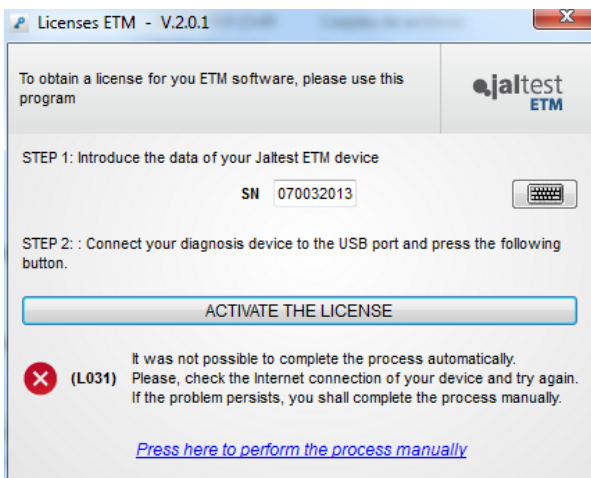 Licenses ETM - V.2.0.1
To obtain a license for you ETM software, please use this
program
jaltest
ETM
STEP 1: Introduce the data of your Jaltest ETM device
SN 070032013
STEP 2: : Connect your diagnosis device to the USB port and press the following
button.
ACTIVATE THE LICENSE
It was not possible to complete the process automatically.
(L031) Please, check the Internet connection of your device and try again.
If the problem persists, you shall complete the process manually.
Press here to perform the process manually